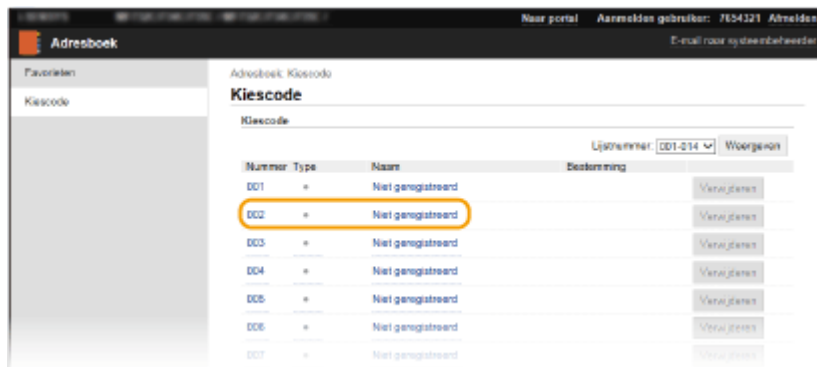 Naar portal Aanmelden gebruiker: 7654321 Afmelden
Adresboek E-mail naar systeembeheerder
Favorieten
Kiescode
Adresboek: Kiescode
Kiescode
Kiescode
Lijstnummer: 001-014 Weergeven
Nummer Type Naam Bestemming
001 Niet geregistreerd Verwijderen
002 Niet geregistreerd Verwijderen
003 Niet geregistreerd Verwijderen
004 Niet geregistreerd Verwijderen
005 Niet geregistreerd Verwijderen
006 Niet geregistreerd Verwijderen
007 Niet geregistreerd Verwijderen